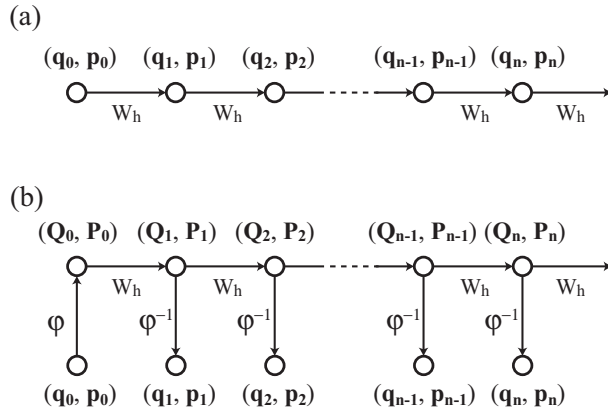 (a)
(q₀, p₀) (q₁, p₁) (q₂, p₂) (qₙ₋₁, pₙ₋₁) (qₙ, pₙ)
Wₕ Wₕ Wₕ Wₕ
(b)
(Q₀, P₀) (Q₁, P₁) (Q₂, P₂) (Qₙ₋₁, Pₙ₋₁) (Qₙ, Pₙ)
Wₕ Wₕ Wₕ Wₕ
φ φ⁻¹ φ⁻¹ φ⁻¹ φ⁻¹
(q₀, p₀) (q₁, p₁) (q₂, p₂) (qₙ₋₁, pₙ₋₁) (qₙ, pₙ)